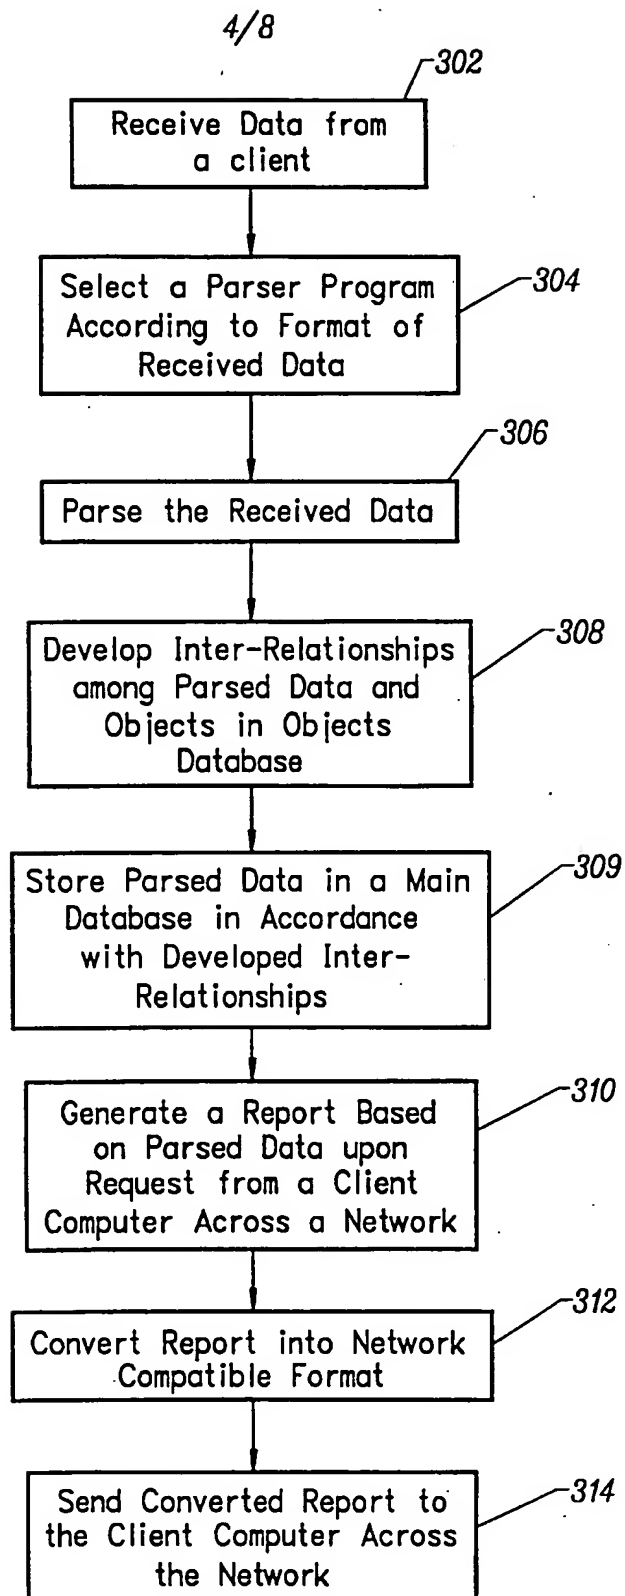 4/8
302
Receive Data from
a client
304
Select a Parser Program
According to Format of
Received Data
306
Parse the Received Data
308
Develop Inter-Relationships
among Parsed Data and
Objects in Objects
Database
309
Store Parsed Data in a Main
Database in Accordance
with Developed Inter-
Relationships
310
Generate a Report Based
on Parsed Data upon
Request from a Client
Computer Across a Network
312
Convert Report into Network
Compatible Format
314
Send Converted Report to
the Client Computer Across
the Network